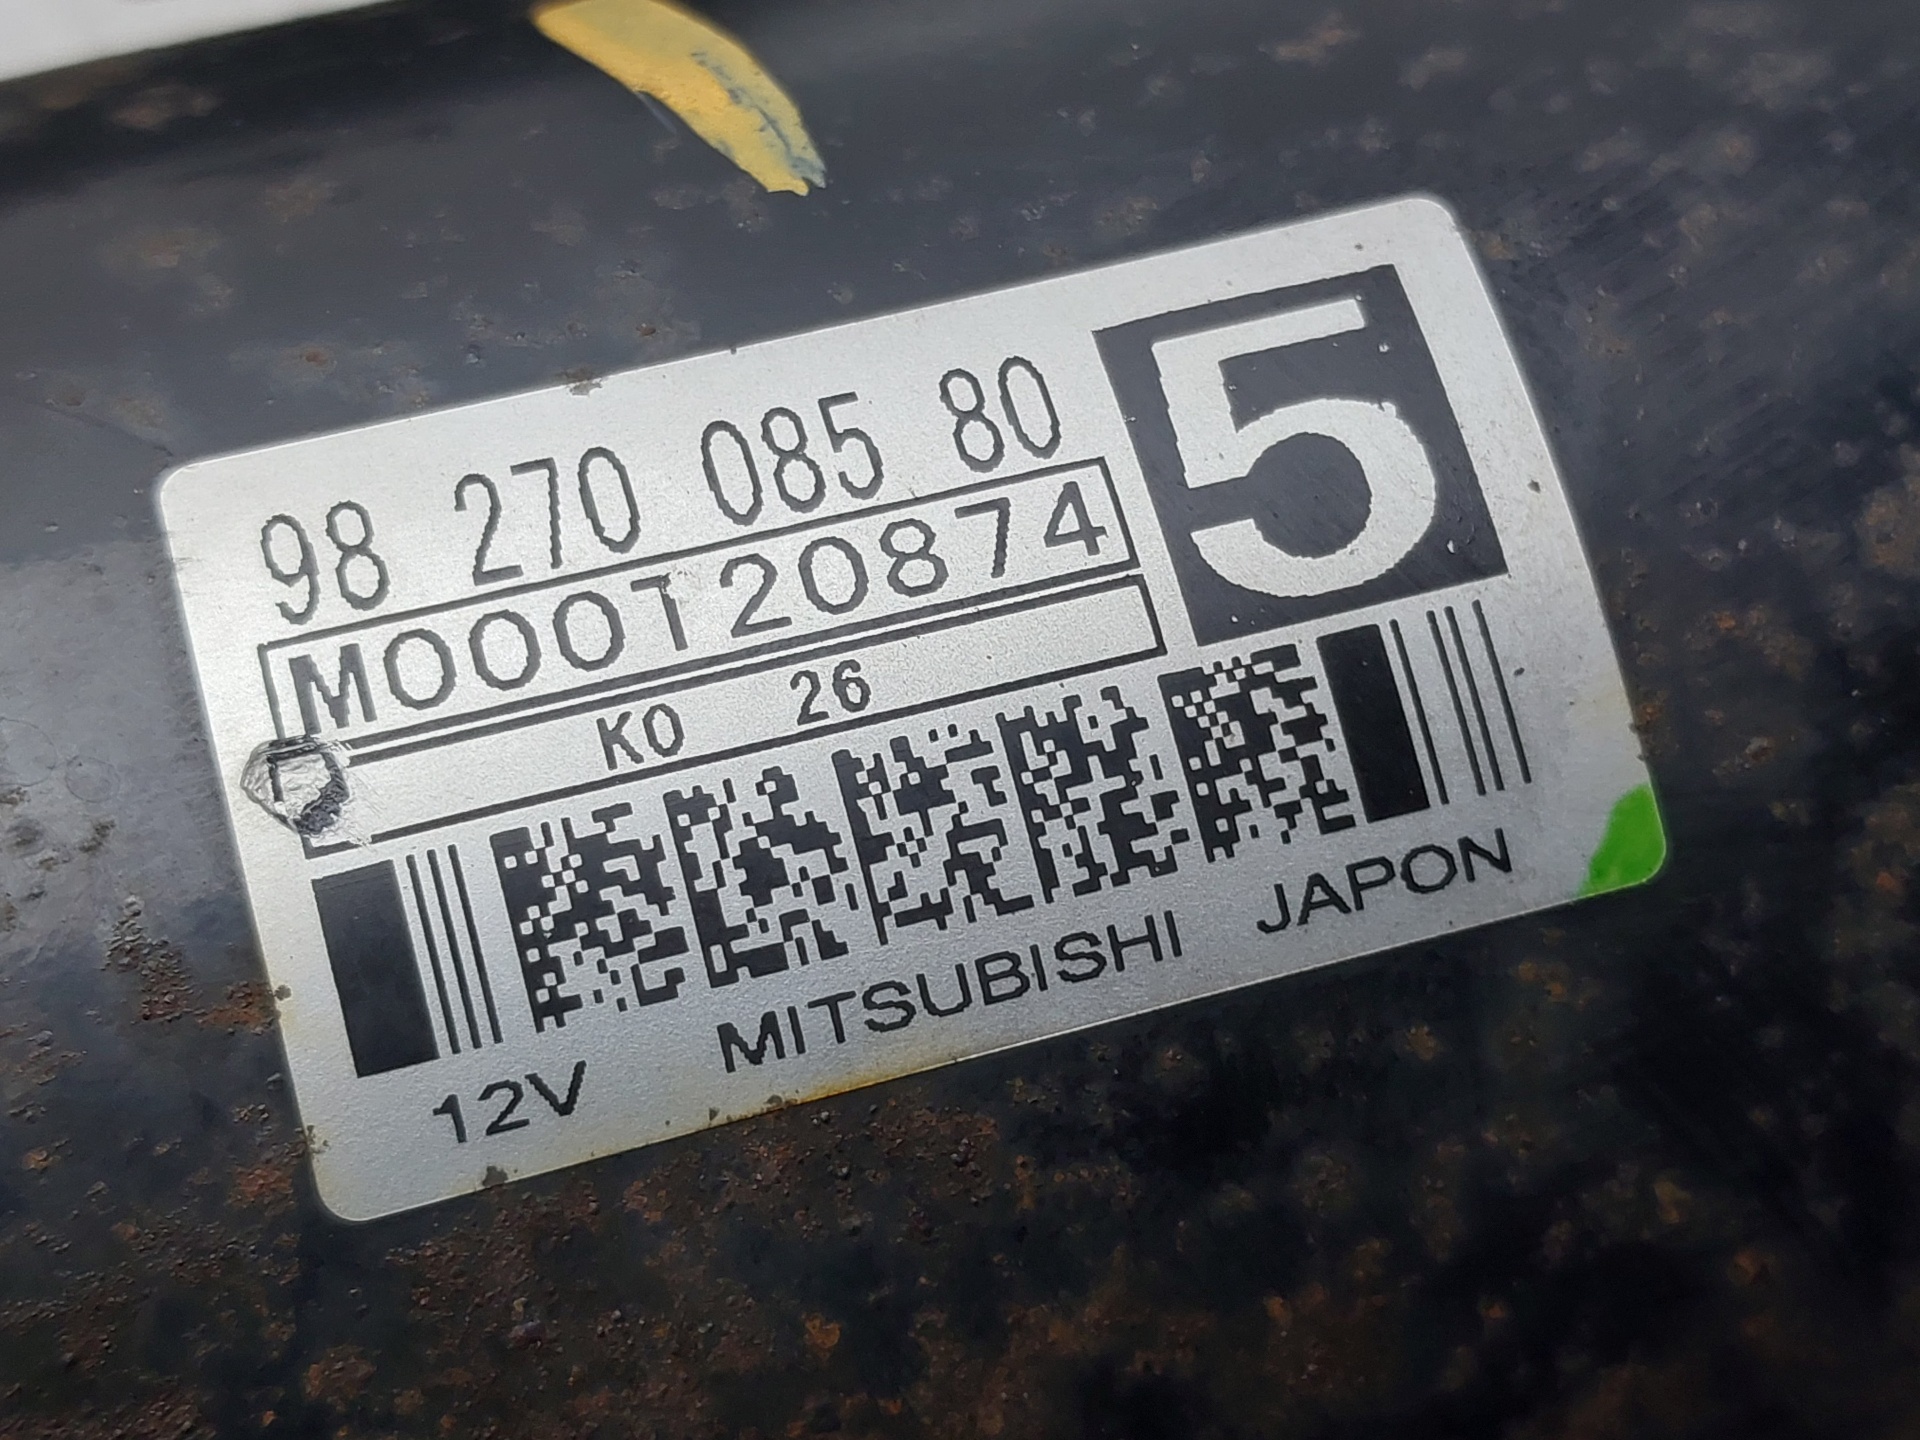 98 270 085 80
5
M000T20874
K0 26
12V MITSUBISHI JAPON